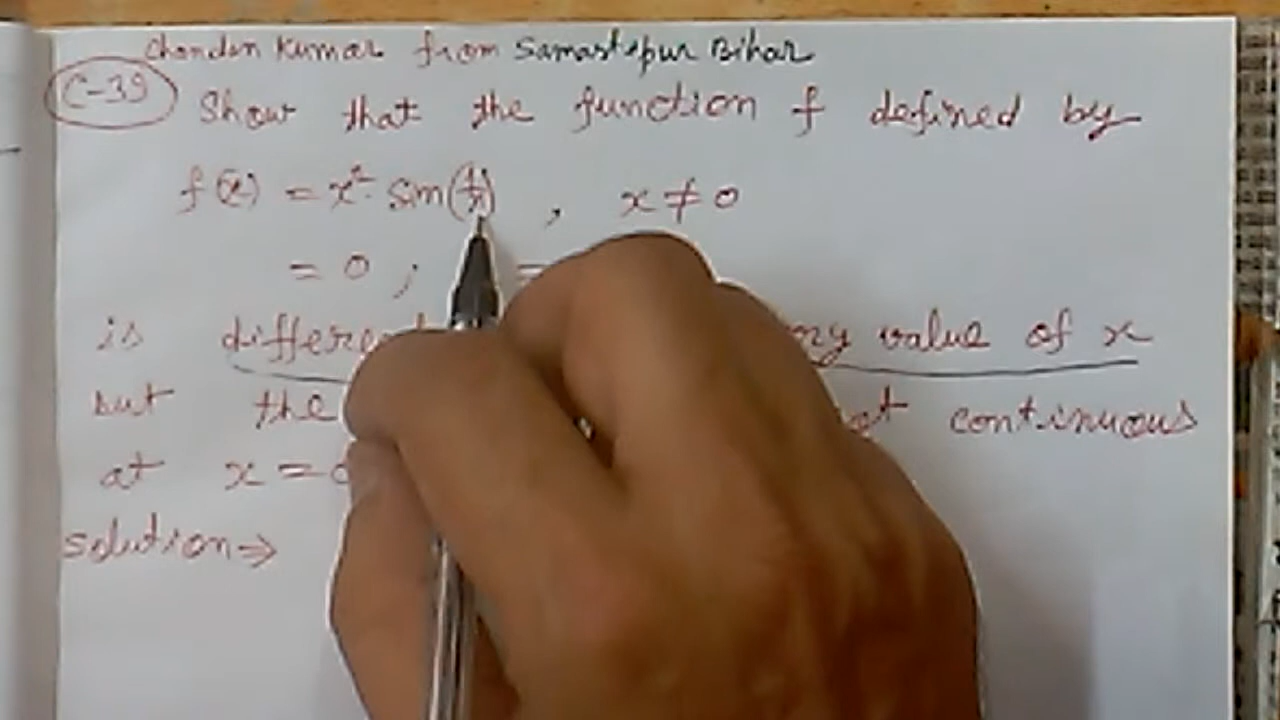 Chandan Kumar from Samastipur Bihar
C-39 Show that the function f defined by
f(x) = x². sin(1/x) , x ≠ 0
= 0 ; =
is value of x
but the continuous
at x =
Solution ⇒